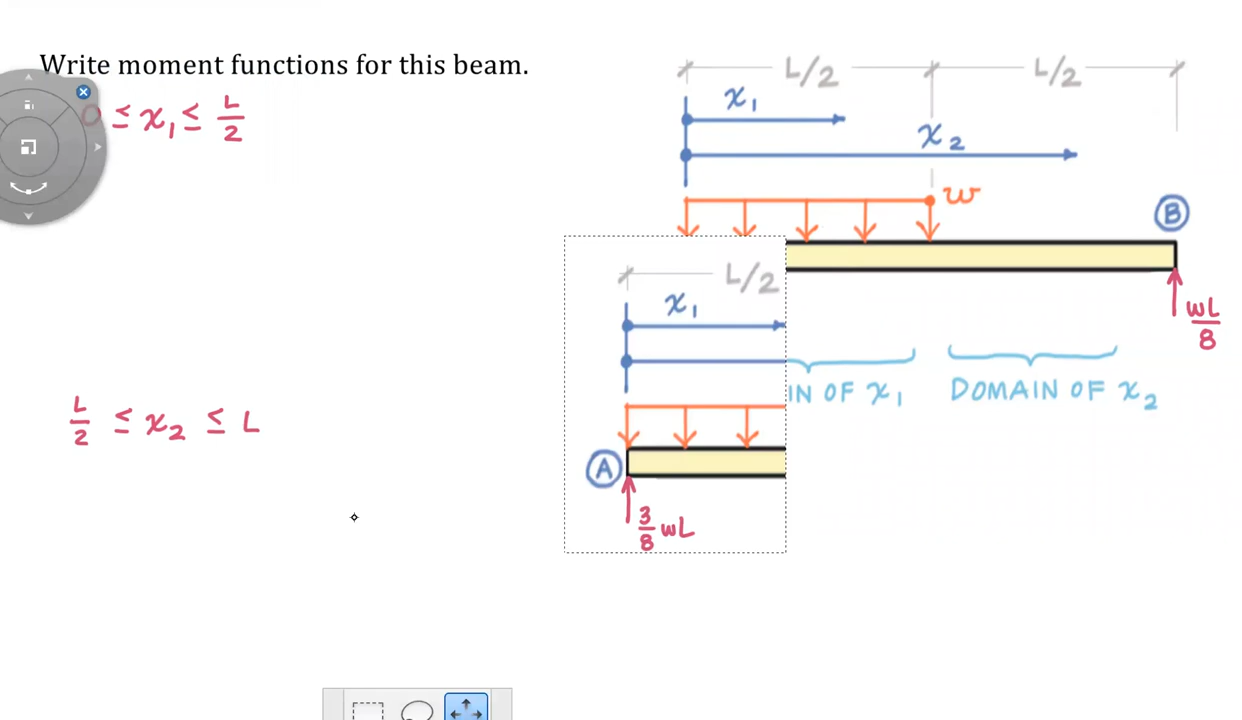 Write moment functions for this beam.
0 ≤ x₁ ≤ L/2
L/2 L/2
x₁
x₂
w
B
L/2
x₁
wL/8
IN OF x₁ DOMAIN OF x₂
L/2 ≤ x₂ ≤ L
A
3/8 wL